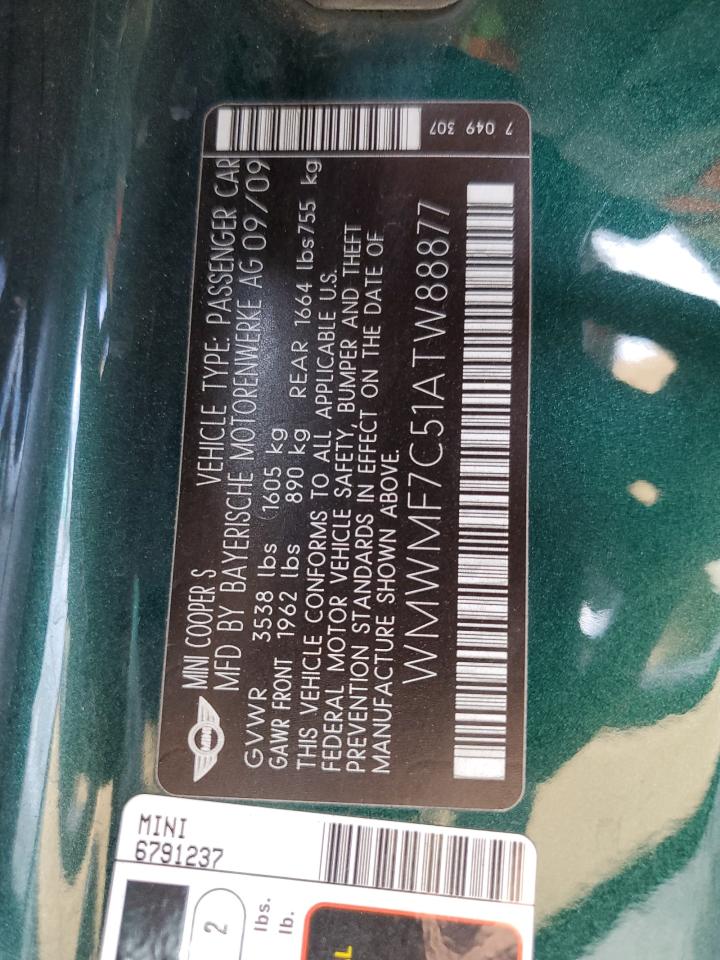 7 049 307
MINI COOPER S VEHICLE TYPE: PASSENGER CAR
MFD BY BAYERISCHE MOTORENWERKE AG 09/09
GVWR 3538 lbs 1605 kg
GAWR FRONT 1962 lbs 890 kg REAR 1664 lbs 755 kg
THIS VEHICLE CONFORMS TO ALL APPLICABLE U.S.
FEDERAL MOTOR VEHICLE SAFETY, BUMPER AND THEFT
PREVENTION STANDARDS IN EFFECT ON THE DATE OF
MANUFACTURE SHOWN ABOVE.
WMWMF7C51ATW88877
MINI
MINI
6791237
2
lbs.
lb.